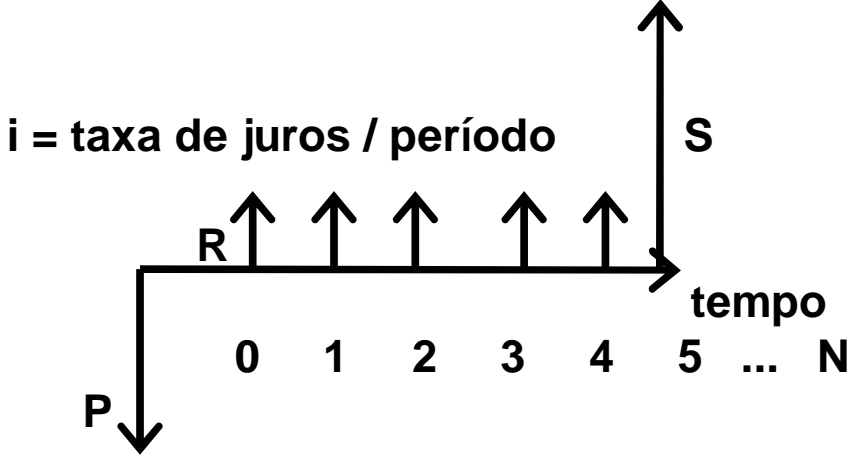 i = taxa de juros / período
S
R
tempo
0 1 2 3 4 5 ... N
P